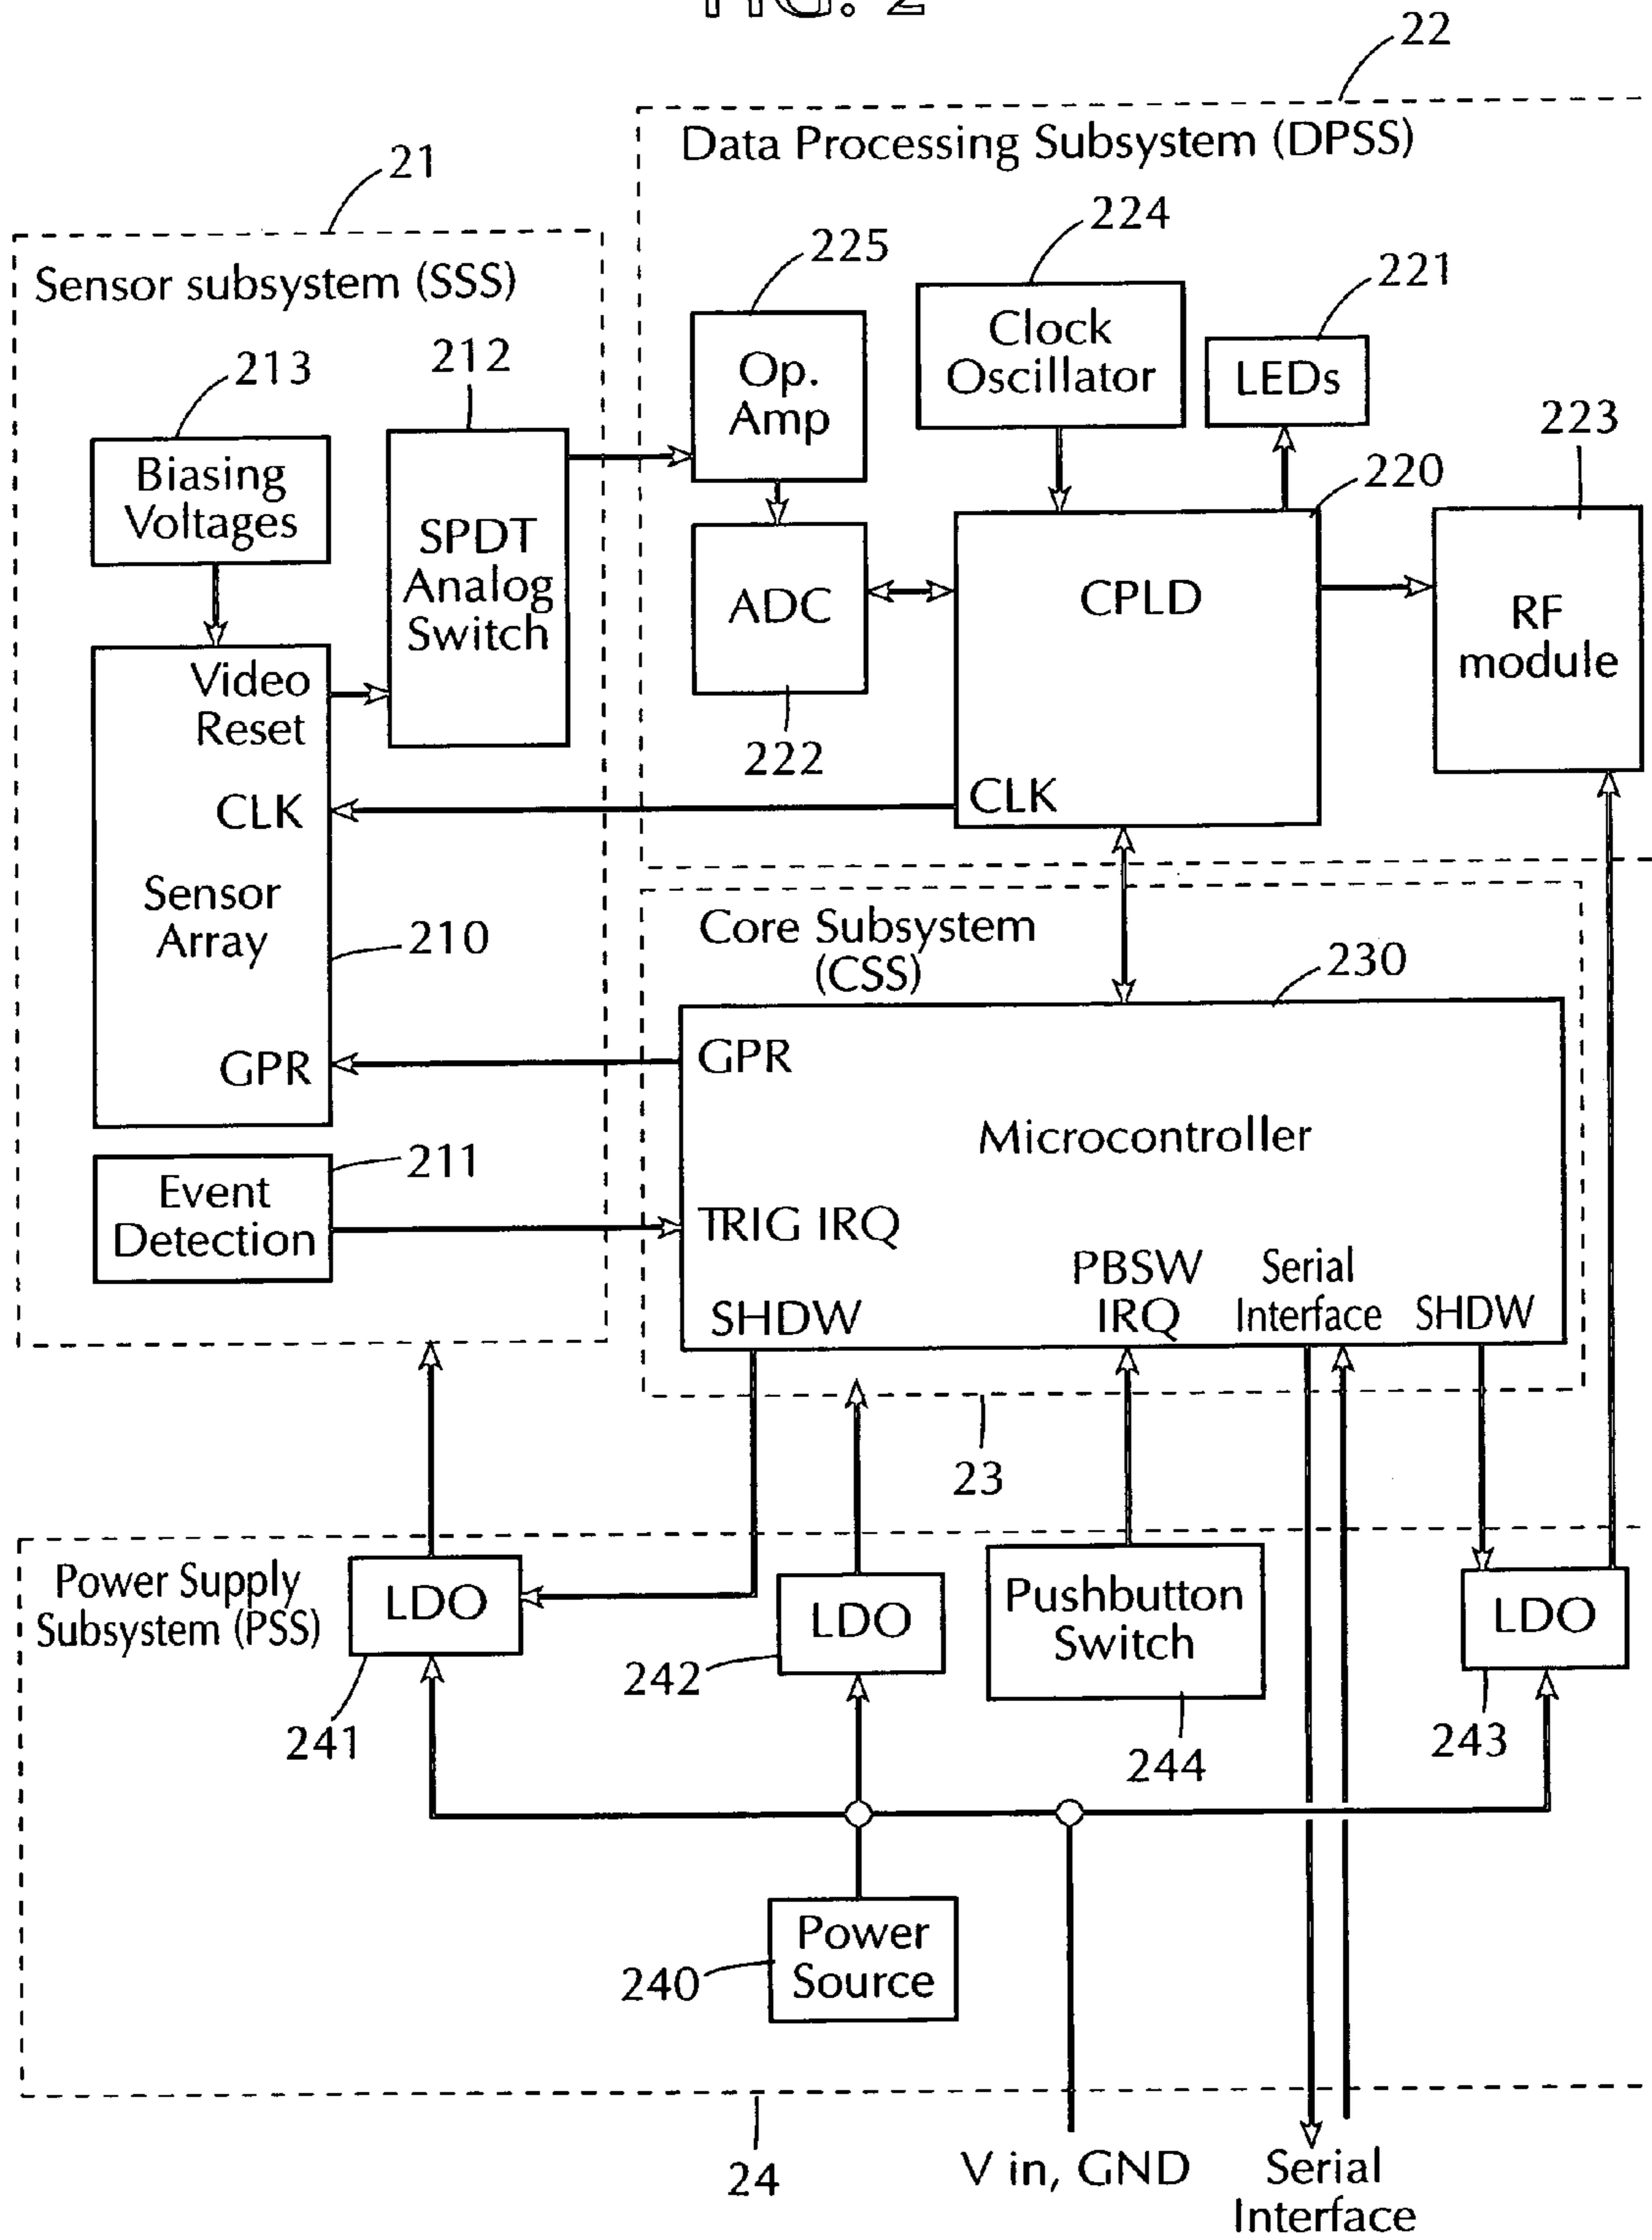 FIG. 2
22
Data Processing Subsystem (DPSS)
21
Sensor subsystem (SSS)
224
225
221
Clock
Oscillator
LEDs
Op.
Amp
213
212
223
Biasing
Voltages
220
SPDT
Analog
Switch
ADC
CPLD
RF
module
Video
Reset
222
CLK
CLK
Sensor
Array
210
Core Subsystem
(CSS)
230
GPR
GPR
Microcontroller
211
Event
Detection
TRIG IRQ
PBSW
IRQ
Serial
Interface
SHDW
SHDW
23
Power Supply
Subsystem (PSS)
LDO
LDO
Pushbutton
Switch
LDO
241
242
244
243
Power
Source
240
24
V in, GND
Serial
Interface